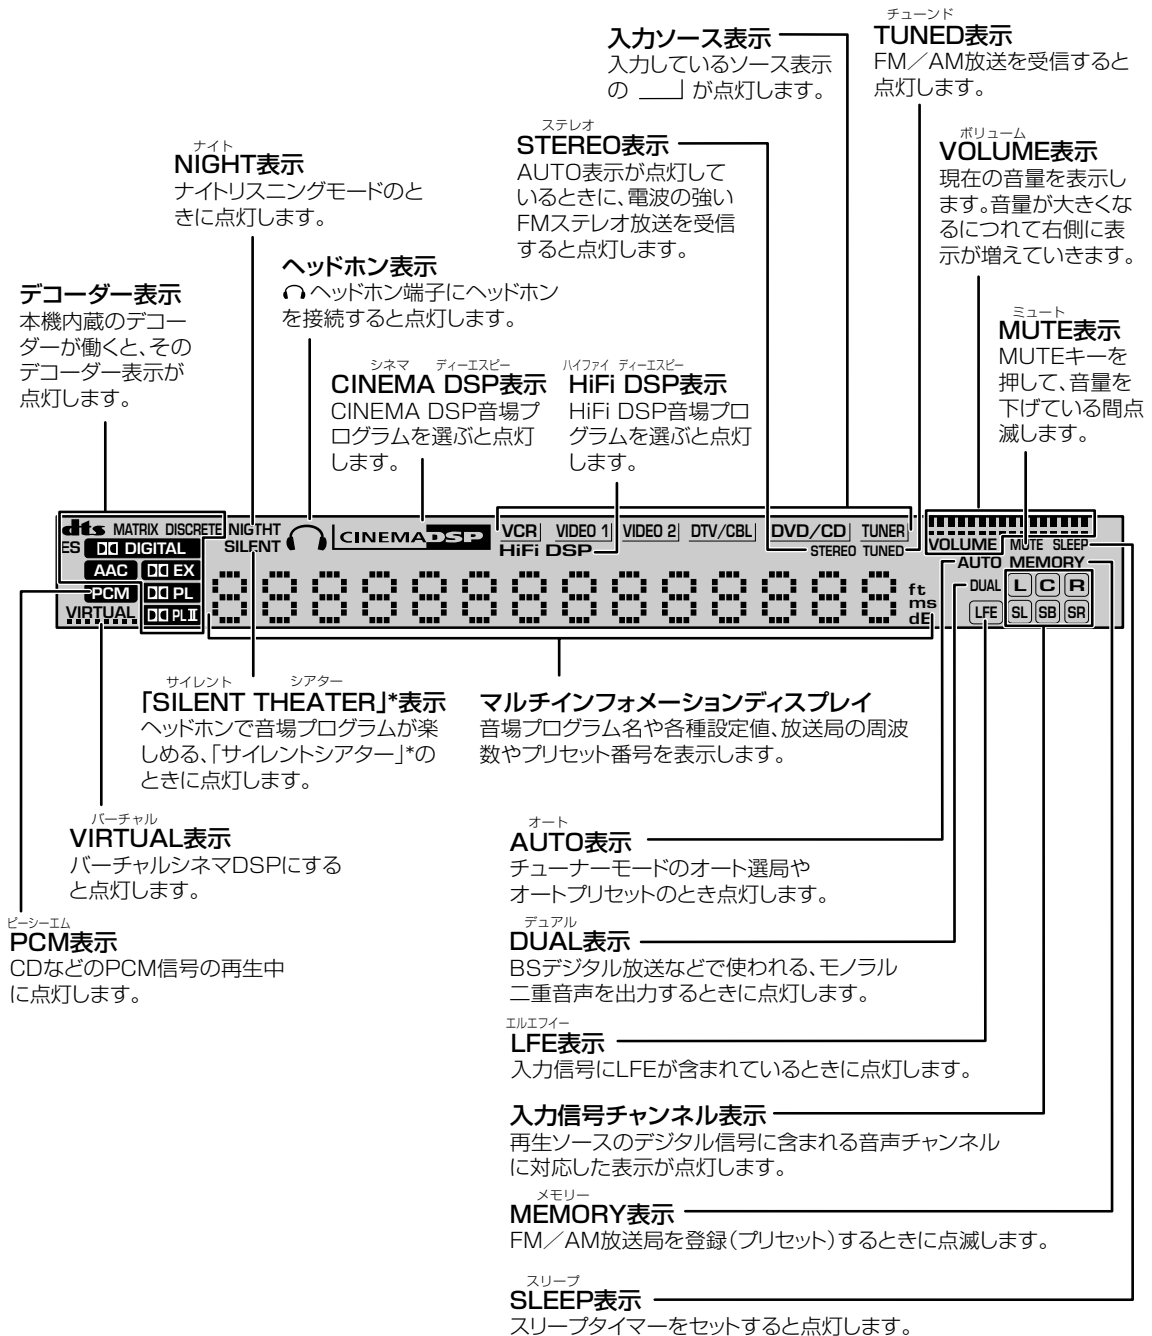 入力ソース表示
入力しているソース表示
の ＿＿｜ が点灯します。
チューンド
TUNED表示
FM／AM放送を受信すると
点灯します。
ステレオ
STEREO表示
AUTO表示が点灯して
いるときに、電波の強い
FMステレオ放送を受信
すると点灯します。
ボリューム
VOLUME表示
現在の音量を表示し
ます。音量が大きくな
るにつれて右側に表
示が増えていきます。
ナイト
NIGHT表示
ナイトリスニングモードのと
きに点灯します。
ヘッドホン表示
ヘッドホン端子にヘッドホン
を接続すると点灯します。
デコーダー表示
本機内蔵のデコー
ダーが働くと、その
デコーダー表示が
点灯します。
ミュート
MUTE表示
MUTEキーを
押して、音量を
下げている間点
滅します。
シネマ ディーエスピー
CINEMA DSP表示
CINEMA DSP音場プ
ログラムを選ぶと点灯
します。
ハイファイ ディーエスピー
HiFi DSP表示
HiFi DSP音場プロ
グラムを選ぶと点灯
します。
dts MATRIX DISCRETE NIGTHT CINEMA DSP VCR VIDEO 1 VIDEO 2 DTV/CBL DVD/CD TUNER
ES DIGITAL SILENT HiFi DSP STEREO TUNED VOLUME MUTE SLEEP
AUTO MEMORY
AAC EX
PCM PL ft DUAL L C R
VIRTUAL PLII ms LFE SL SB SR
dB
サイレント シアター
「SILENT THEATER」*表示
ヘッドホンで音場プログラムが楽
しめる、「サイレントシアター」*の
ときに点灯します。
マルチインフォメーションディスプレイ
音場プログラム名や各種設定値、放送局の周波
数やプリセット番号を表示します。
バーチャル
VIRTUAL表示
バーチャルシネマDSPにする
と点灯します。
ピーシーエム
PCM表示
CDなどのPCM信号の再生中
に点灯します。
オート
AUTO表示
チューナーモードのオート選局や
オートプリセットのとき点灯します。
デュアル
DUAL表示
BSデジタル放送などで使われる、モノラル
二重音声を出力するときに点灯します。
エルエフイー
LFE表示
入力信号にLFEが含まれているときに点灯します。
入力信号チャンネル表示
再生ソースのデジタル信号に含まれる音声チャンネル
に対応した表示が点灯します。
メモリー
MEMORY表示
FM／AM放送局を登録（プリセット）するときに点滅します。
スリープ
SLEEP表示
スリープタイマーをセットすると点灯します。